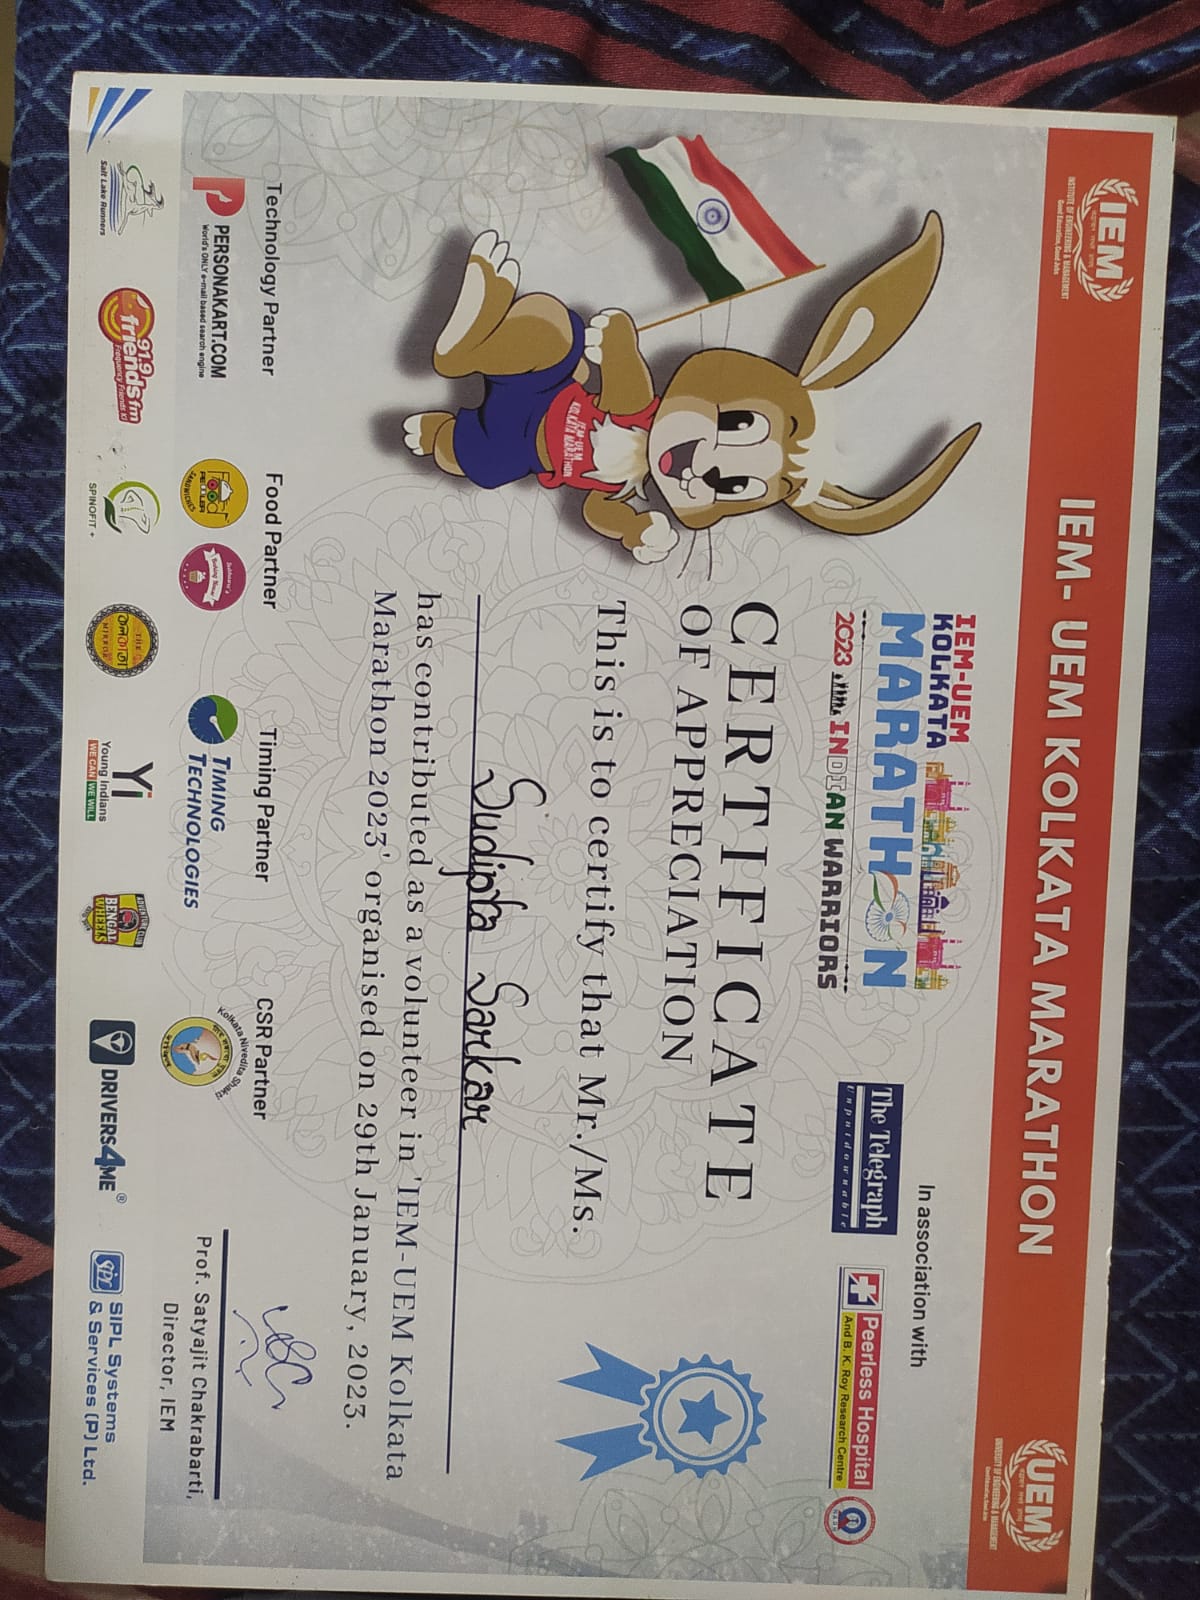 IEM
INSTITUTE OF ENGINEERING & MANAGEMENT
Good Education, Good Jobs
IEM- UEM KOLKATA MARATHON
UEM
UNIVERSITY OF ENGINEERING & MANAGEMENT
Good Education, Good Jobs
IEM-UEM
KOLKATA
MARATHON
2023 INDIAN WARRIORS
In association with
The Telegraph
Unputdownable
Peerless Hospital
And B. K. Roy Research Centre
CERTIFICATE
OF APPRECIATION
This is to certify that Mr./Ms.
IEM-UEM
KOLKATA MARATHON
Sudipta Sarkar
has contributed as a volunteer in 'IEM-UEM Kolkata
Marathon 2023' organised on 29th January, 2023.
Technology Partner
PERSONAKART.COM
World's ONLY e-mail based search engine
Food Partner
Food
PEDDLER
SANDWICHES
Baking House
Timing Partner
TIMING
TECHNOLOGIES
CSR Partner
Kolkata Nivedita Shakti
Prof. Satyajit Chakrabarti,
Director, IEM
Salt Lake Runners
91.9
friends fm
Frequency Friends Ki
SPINOFIT +
THE
কলকাতা
MIRROR
Yi
Young Indians
WE CAN WE WILL
ADVENTURE CLUB
BENGAL
WHEELS
DRIVERS4ME®
SIPL
SIPL Systems
& Services (P) Ltd.